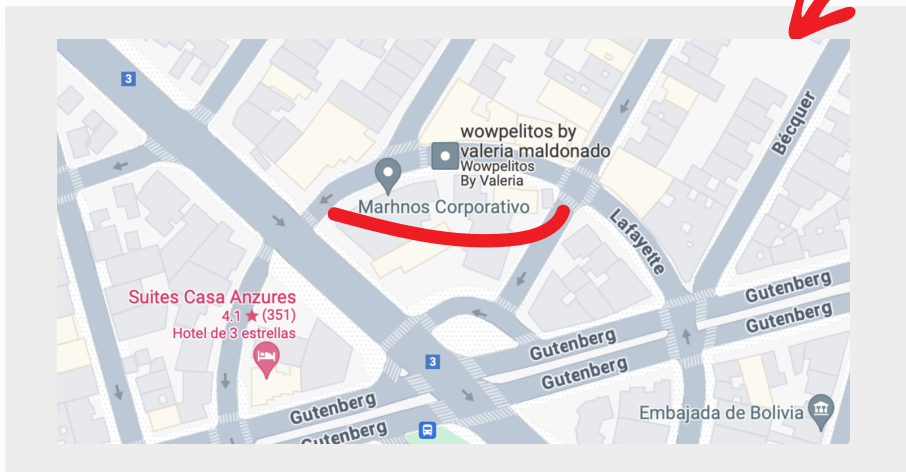 3
wowpelitos by
valeria maldonado
Wowpelitos
By Valeria
Bécquer
Marhnos Corporativo
Lafayette
Suites Casa Anzures
4.1 ★ (351)
Hotel de 3 estrellas
Gutenberg
Gutenberg
Gutenberg
3
Gutenberg
Gutenberg
Embajada de Bolivia
Gutenberg